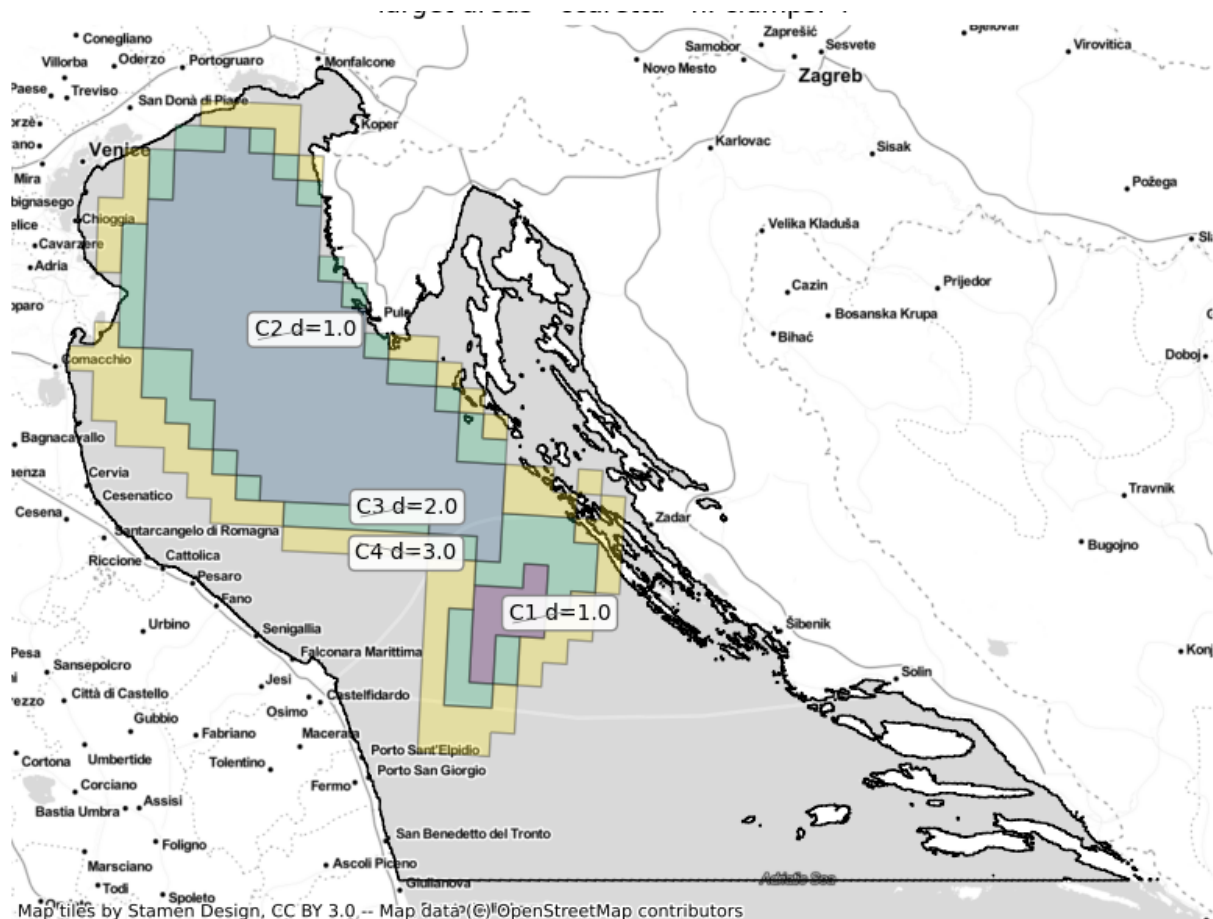 Conegliano
Villorba
Oderzo
Portogruaro
Monfalcone
Samobor
Zaprešić
Sesvete
Virovitica
Novo Mesto
Zagreb
Paese
Treviso
San Donà di Piave
Koper
Karlovac
Sisak
Venice
Mira
Požega
Chioggia
Velika Kladuša
Cavarzere
Adria
Cazin
Prijedor
Bosanska Krupa
C2 d=1.0
Bihać
Comacchio
Doboj
Bagnacavallo
Cervia
Cesenatico
C3 d=2.0
Travnik
Cesena
Zadar
Santarcangelo di Romagna
C4 d=3.0
Bugojno
Riccione
Cattolica
Pesaro
Fano
C1 d=1.0
Urbino
Senigallia
Šibenik
Falconara Marittima
Sansepolcro
Solin
Jesi
Città di Castello
Castelfidardo
Osimo
Gubbio
Fabriano
Macerata
Porto Sant'Elpidio
Cortona
Umbertide
Tolentino
Porto San Giorgio
Corciano
Fermo
Assisi
Bastia Umbra
San Benedetto del Tronto
Foligno
Marsciano
Ascoli Piceno
Todi
Giulianova
Adriatic Sea
Spoleto
Map tiles by Stamen Design, CC BY 3.0 -- Map data (C) OpenStreetMap contributors